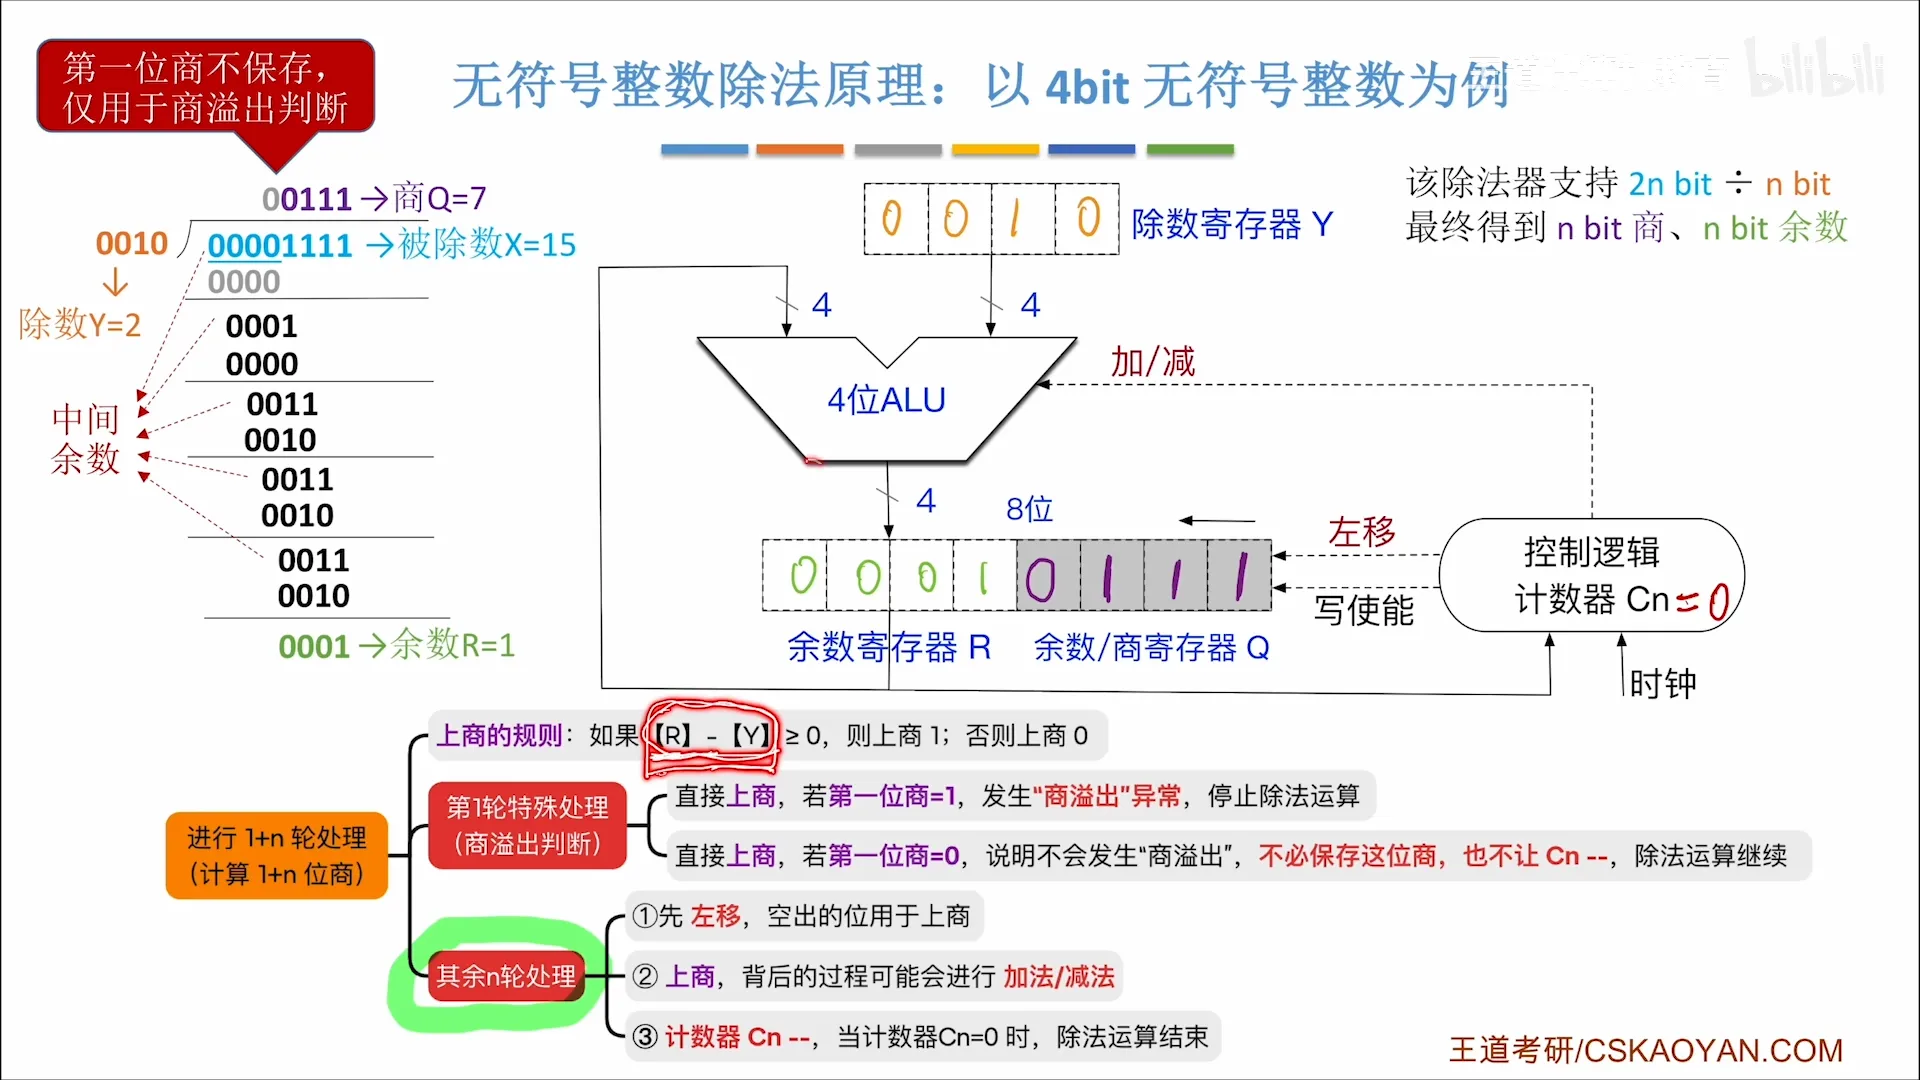 第一位商不保存，
仅用于商溢出判断
无符号整数除法原理：以 4bit 无符号整数为例
bilibili
00111 →商Q=7
0010
00001111 →被除数X=15
0000
除数Y=2
0001
0000
中间
余数
0011
0010
0011
0010
0011
0010
0001 →余数R=1
0 0 1 0
除数寄存器 Y
该除法器支持 2n bit ÷ n bit
最终得到 n bit 商、n bit 余数
4
4
4位ALU
加/减
4
8位
左移
写使能
0 0 0 1 0 1 1 1
余数寄存器 R
余数/商寄存器 Q
控制逻辑
计数器 Cn=0
时钟
上商的规则：如果【R】-【Y】≥ 0，则上商 1；否则上商 0
进行 1+n 轮处理
（计算 1+n 位商）
第1轮特殊处理
（商溢出判断）
直接上商，若第一位商=1，发生“商溢出”异常，停止除法运算
直接上商，若第一位商=0，说明不会发生“商溢出”，不必保存这位商，也不让 Cn --，除法运算继续
其余n轮处理
①先 左移，空出的位用于上商
② 上商，背后的过程可能会进行 加法/减法
③ 计数器 Cn --，当计数器Cn=0 时，除法运算结束
王道考研/CSKAOYAN.COM